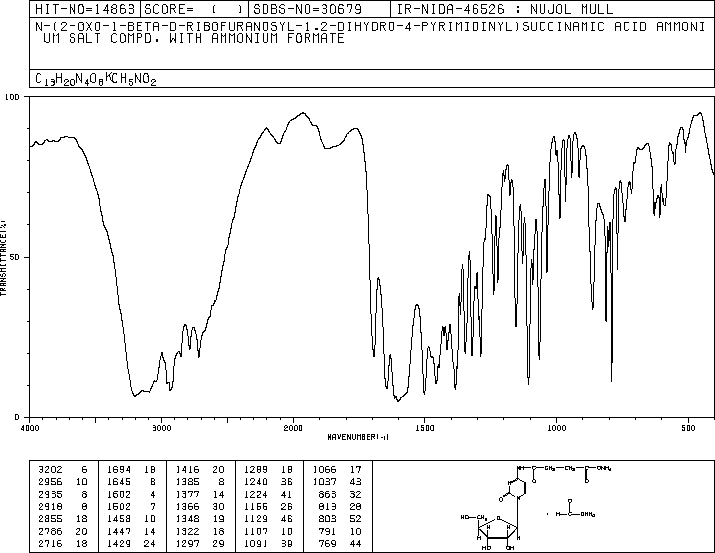 HIT-NO=14863 SCORE= ( ) SDBS-NO=30679 IR-NIDA-46526 : NUJOL MULL
N-(2-OXO-1-BETA-D-RIBOFURANOSYL-1,2-DIHYDRO-4-PYRIMIDINYL)SUCCINAMIC ACID AMMONI
UM SALT COMPD. WITH AMMONIUM FORMATE
100
50
0
TRANSMITTANCE(%)
4000 3000 2000 1500 1000 500
WAVENUMBER(-1)
3202 6 1694 18 1416 20 1289 18 1066 17
2956 10 1645 8 1385 8 1240 36 1037 43
2935 8 1602 4 1377 14 1224 41 863 32
2918 8 1502 7 1366 30 1156 26 813 28
2855 18 1458 10 1348 19 1129 46 803 52
2786 20 1447 14 1322 18 1107 10 791 10
2716 18 1429 24 1297 29 1091 39 769 44